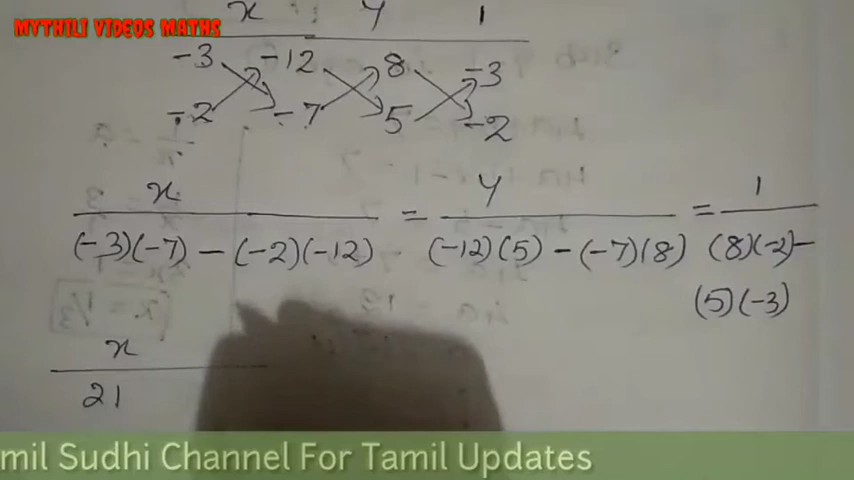 MYTHILI VIDEOS MATHS
x y 1
-3 -12 8 -3
-2 -7 5 -2
x / (-3)(-7) - (-2)(-12) = y / (-12)(5) - (-7)(8) = 1 / (8)(-2) -
(5)(-3)
x
21
mil Sudhi Channel For Tamil Updates